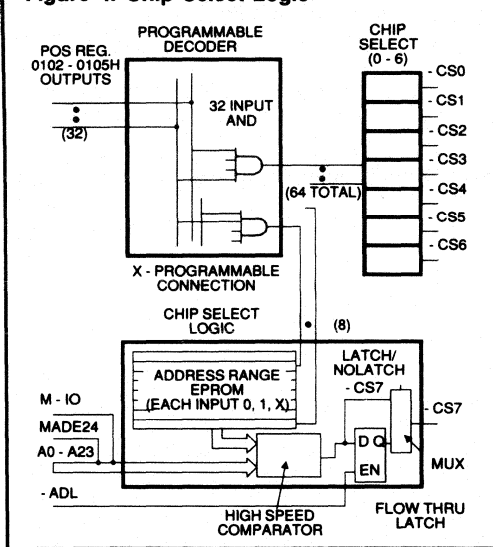 Figure 4. Chip Select Logic
PROGRAMMABLE
DECODER
CHIP
SELECT
(0 - 6)
POS REG.
0102 - 0105H
OUTPUTS
(32)
32 INPUT
AND
(64 TOTAL)
- CS0
- CS1
- CS2
- CS3
- CS4
- CS5
- CS6
X - PROGRAMMABLE
CONNECTION
CHIP SELECT
LOGIC
(8)
LATCH/
NOLATCH
- CS7
ADDRESS RANGE
EPROM
(EACH INPUT 0, 1, X)
M - IO
MADE24
A0 - A23
- ADL
- CS7
D Q
EN
MUX
HIGH SPEED
COMPARATOR
FLOW THRU
LATCH